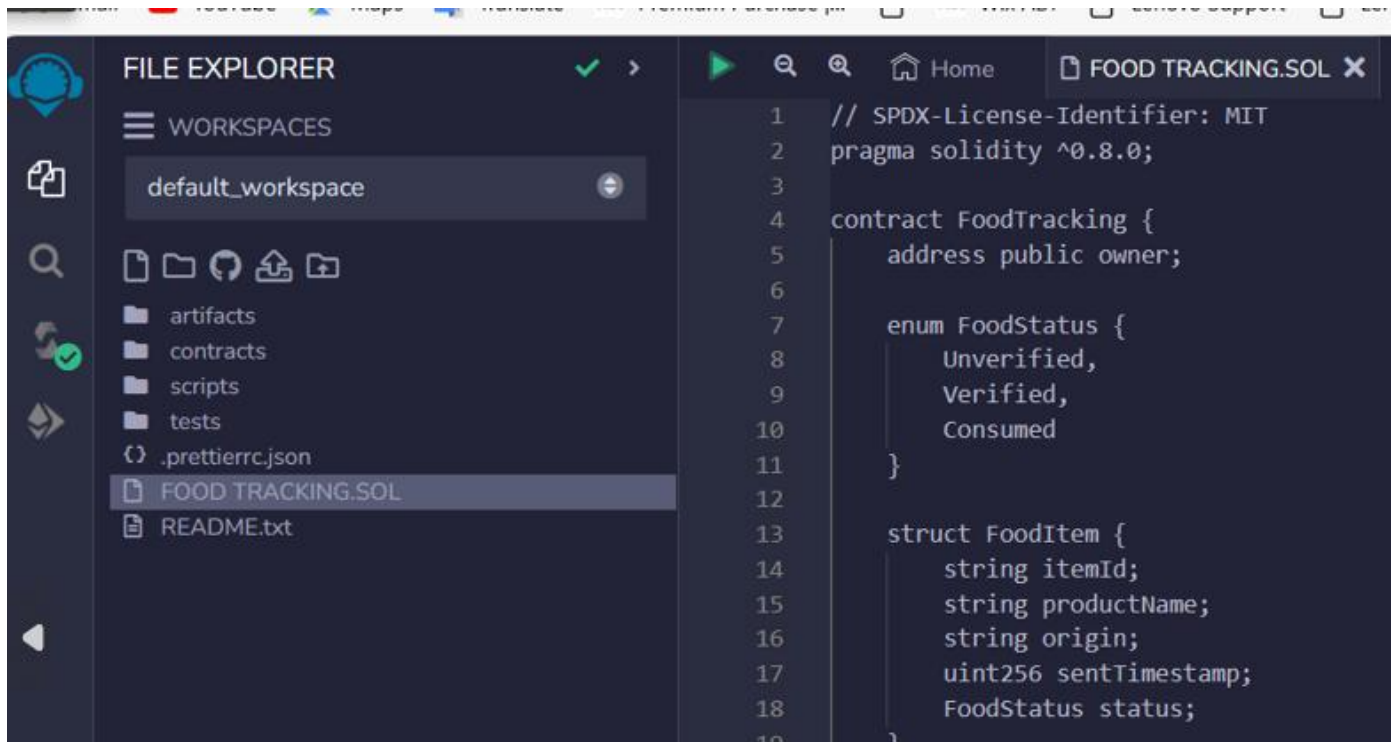 YouTube Maps Translate Premium Purchase |... Lenovo Support
FILE EXPLORER
WORKSPACES
default_workspace
artifacts
contracts
scripts
tests
{} .prettierrc.json
FOOD TRACKING.SOL
README.txt
Home
FOOD TRACKING.SOL
1 // SPDX-License-Identifier: MIT
2 pragma solidity ^0.8.0;
3
4 contract FoodTracking {
5 address public owner;
6
7 enum FoodStatus {
8 Unverified,
9 Verified,
10 Consumed
11 }
12
13 struct FoodItem {
14 string itemId;
15 string productName;
16 string origin;
17 uint256 sentTimestamp;
18 FoodStatus status;
19 }